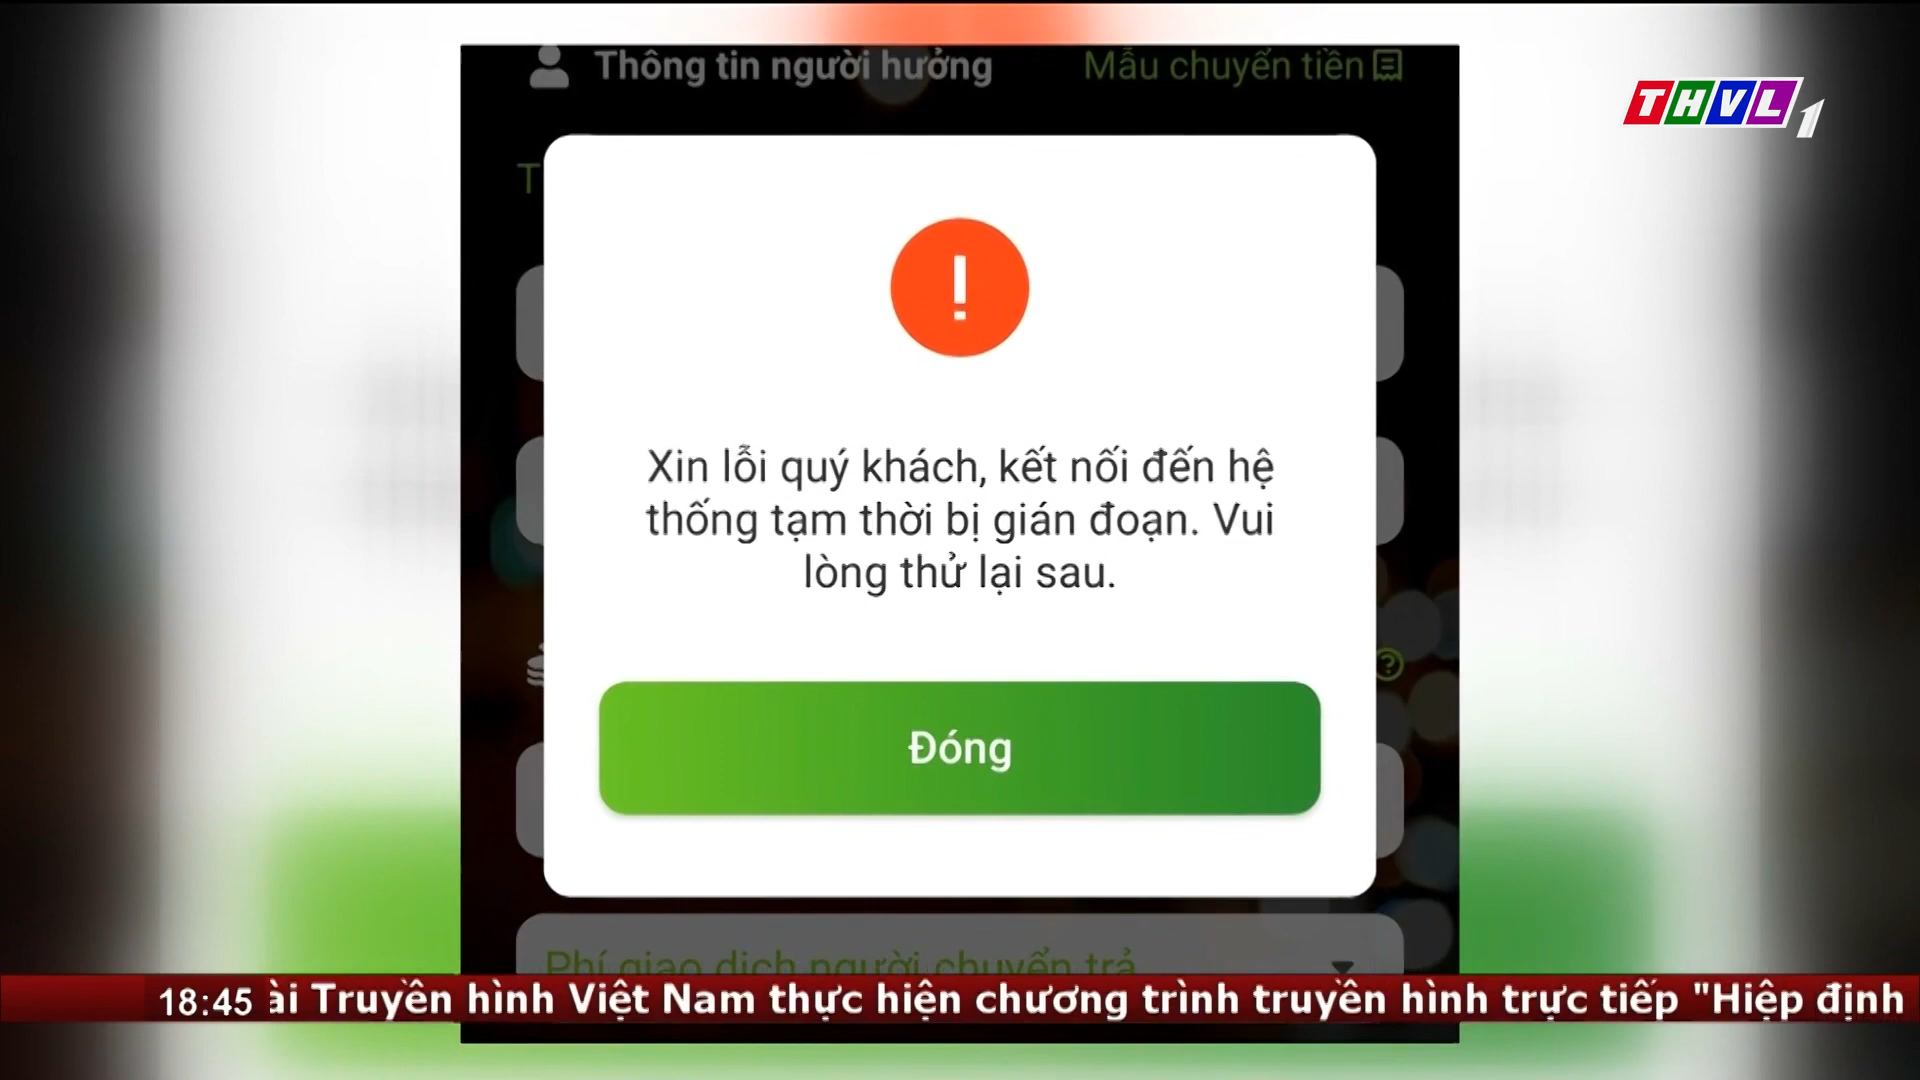 Thông tin người hưởng
Mẫu chuyển tiền
THVL1
T
!
Xin lỗi quý khách, kết nối đến hệ
thống tạm thời bị gián đoạn. Vui
lòng thử lại sau.
?
Đóng
Phí giao dịch người chuyển trả
18:45 ài Truyền hình Việt Nam thực hiện chương trình truyền hình trực tiếp "Hiệp định